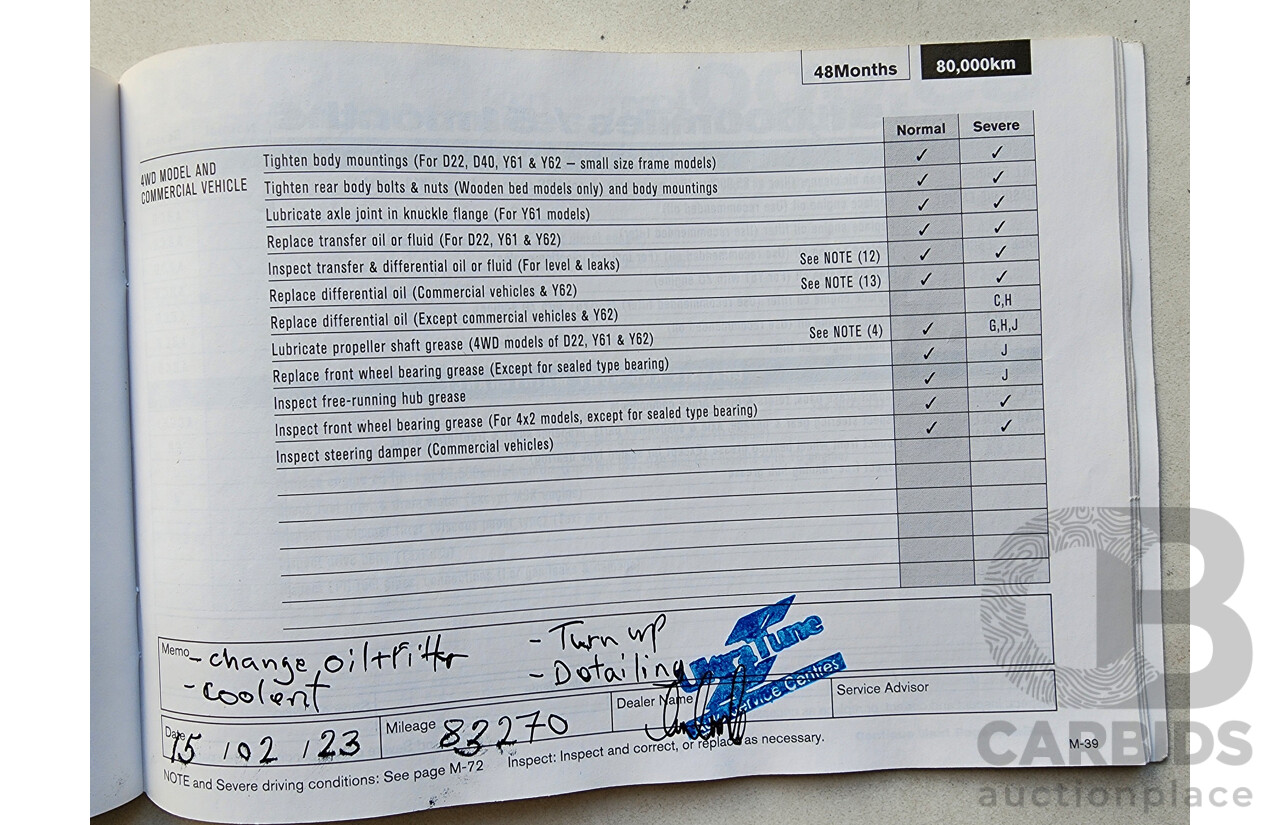 48Months 80,000km
Normal Severe
4WD MODEL AND
COMMERCIAL VEHICLE
Tighten body mountings (For D22, D40, Y61 & Y62 – small size frame models) ✓ ✓
Tighten rear body bolts & nuts (Wooden bed models only) and body mountings ✓ ✓
Lubricate axle joint in knuckle flange (For Y61 models) ✓ ✓
Replace transfer oil or fluid (For D22, Y61 & Y62) ✓ ✓
Inspect transfer & differential oil or fluid (For level & leaks) See NOTE (12) ✓ ✓
Replace differential oil (Commercial vehicles & Y62) See NOTE (13) ✓ ✓
Replace differential oil (Except commercial vehicles & Y62) C,H
Lubricate propeller shaft grease (4WD models of D22, Y61 & Y62) See NOTE (4) ✓ G,H,J
Replace front wheel bearing grease (Except for sealed type bearing) ✓ J
Inspect free-running hub grease ✓ J
Inspect front wheel bearing grease (For 4x2 models, except for sealed type bearing) ✓ ✓
Inspect steering damper (Commercial vehicles) ✓ ✓
Memo - change oil+Filtter - Turn up
- coolent - Detailing
Ultra Tune
Auto Service Centres
Date 15 / 02 / 23 Mileage 83270 Dealer Name Service Advisor
NOTE and Severe driving conditions: See page M-72 Inspect: Inspect and correct, or replace as necessary.
M-39
CB
CARBIDS
auctionplace